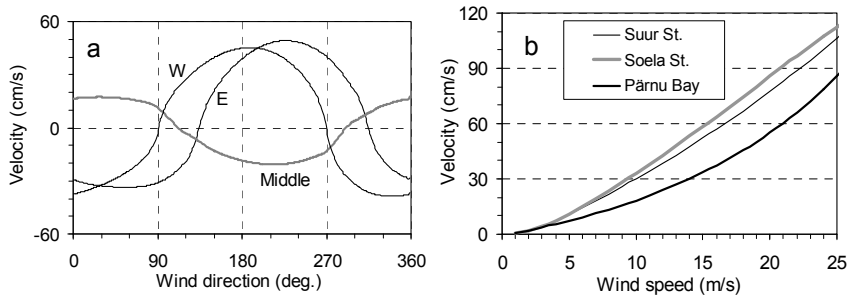 a
W
E
Middle
60
0
-60
Velocity (cm/s)
0 90 180 270 360
Wind direction (deg.)
b
Suur St.
Soela St.
Pärnu Bay
120
90
60
30
0
Velocity (cm/s)
0 5 10 15 20 25
Wind speed (m/s)